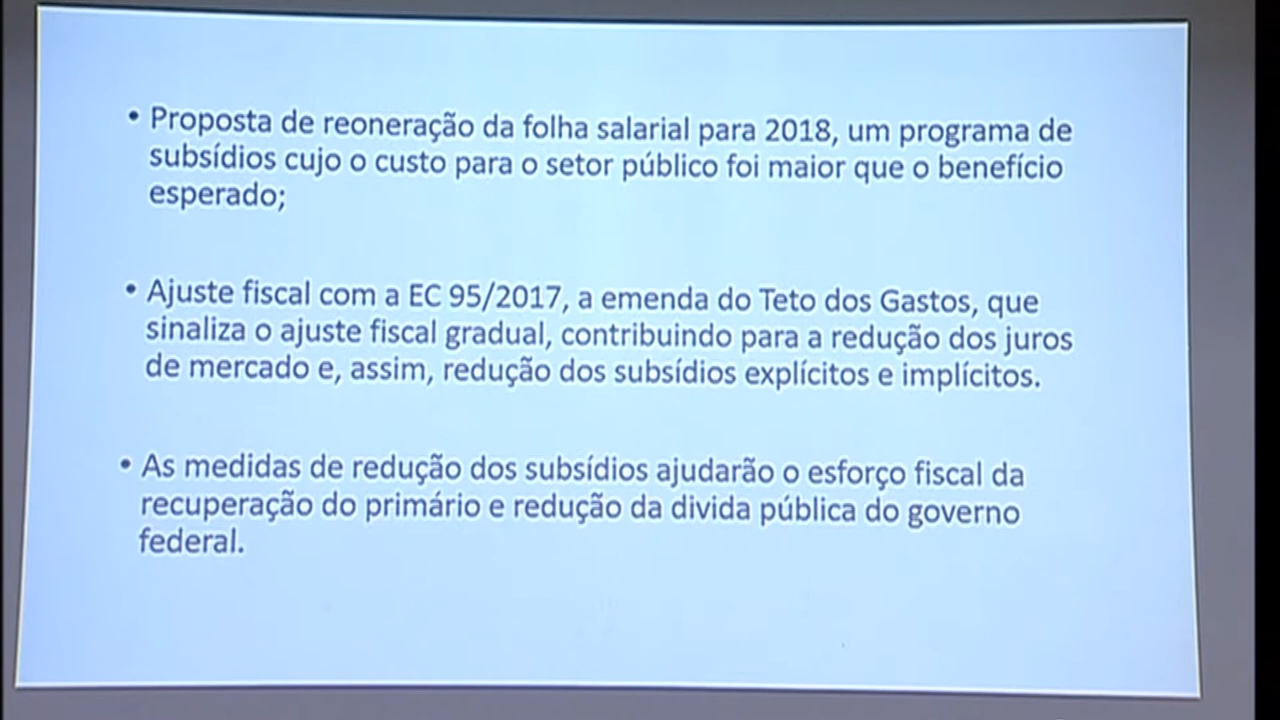 • Proposta de reoneração da folha salarial para 2018, um programa de
subsídios cujo o custo para o setor público foi maior que o benefício
esperado;
• Ajuste fiscal com a EC 95/2017, a emenda do Teto dos Gastos, que
sinaliza o ajuste fiscal gradual, contribuindo para a redução dos juros
de mercado e, assim, redução dos subsídios explícitos e implícitos.
• As medidas de redução dos subsídios ajudarão o esforço fiscal da
recuperação do primário e redução da divida pública do governo
federal.